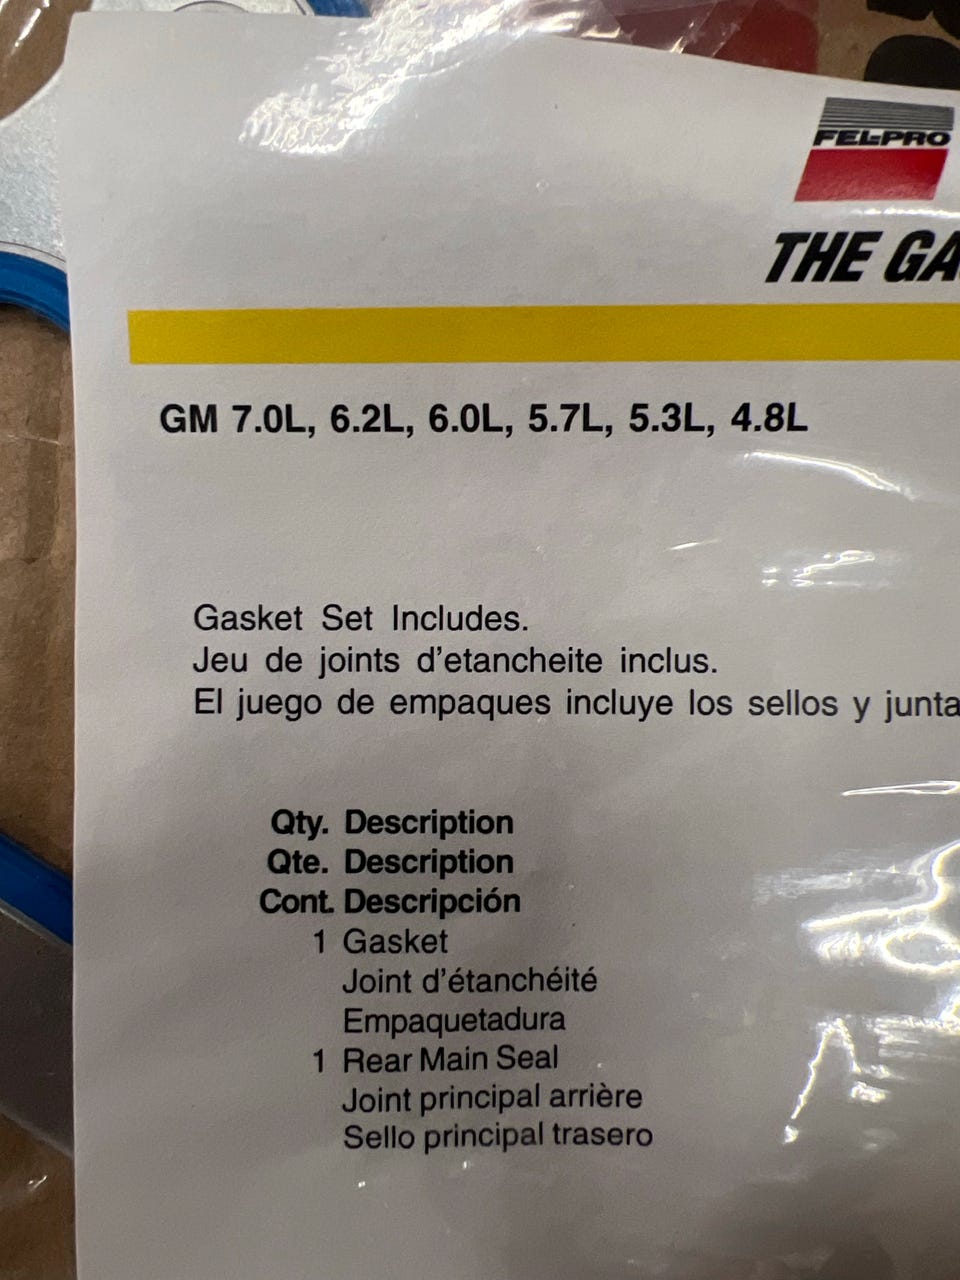 FEL-PRO
THE GA
GM 7.0L, 6.2L, 6.0L, 5.7L, 5.3L, 4.8L
Gasket Set Includes.
Jeu de joints d'etancheite inclus.
El juego de empaques incluye los sellos y junta
Qty. Description
Qte. Description
Cont. Descripción
1 Gasket
Joint d'étanchéité
Empaquetadura
1 Rear Main Seal
Joint principal arrière
Sello principal trasero